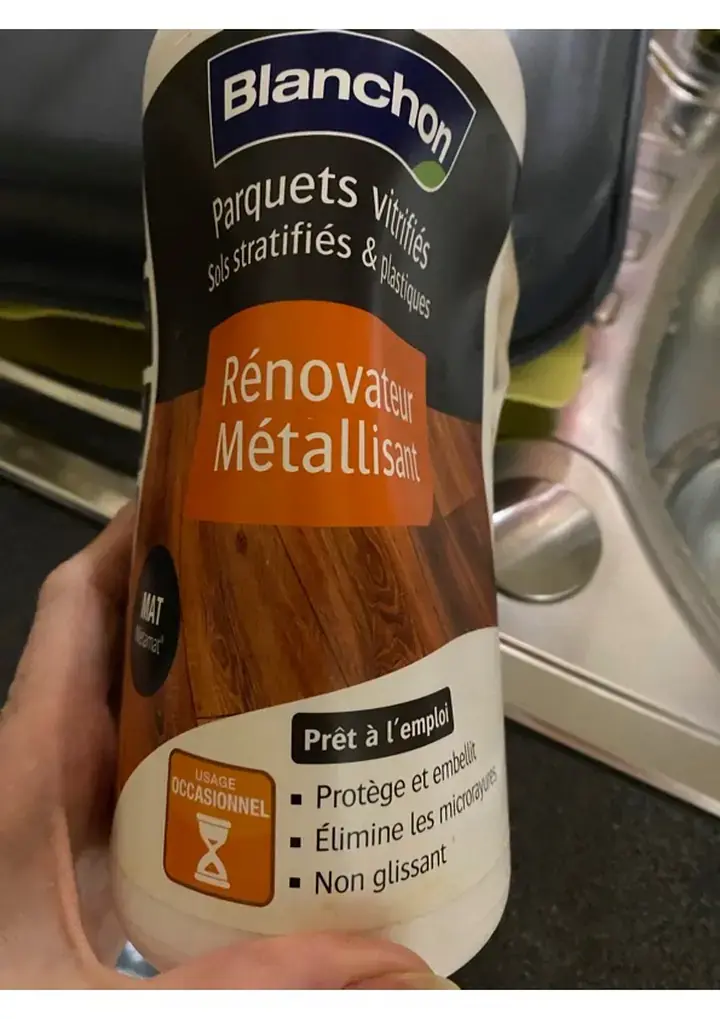 Blanchon
Parquets vitrifiés
Sols stratifiés & plastiques
Rénovateur
Métallisant
MAT
Prêt à l'emploi
USAGE
OCCASIONNEL
▪ Protège et embellit
▪ Élimine les microrayures
▪ Non glissant